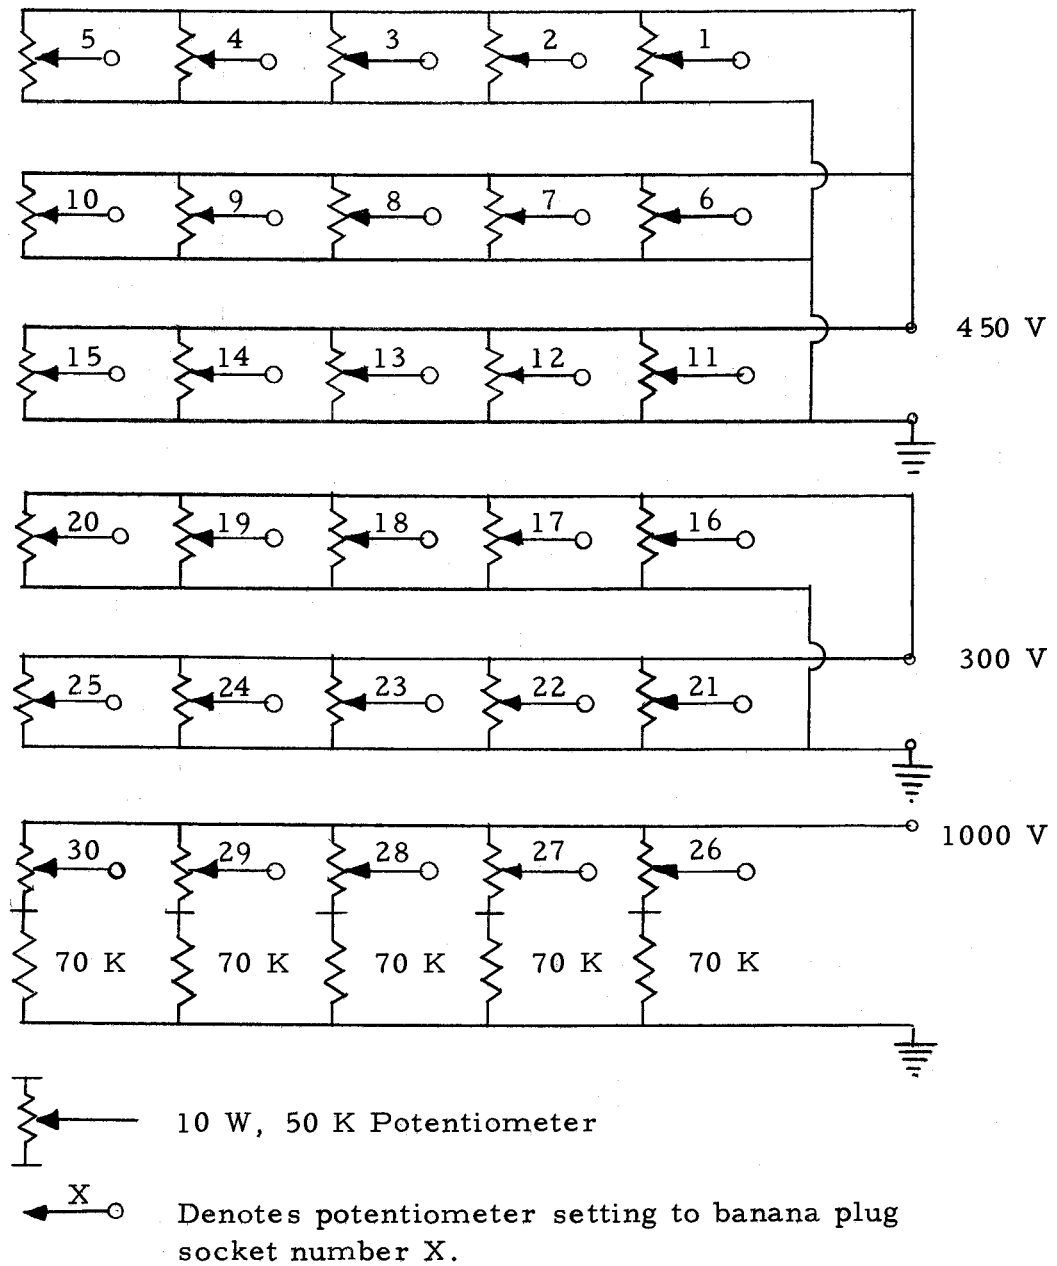 5 4 3 2 1
10 9 8 7 6
450 V
15 14 13 12 11
20 19 18 17 16
300 V
25 24 23 22 21
1000 V
30 29 28 27 26
70 K 70 K 70 K 70 K 70 K
10 W, 50 K Potentiometer
X
Denotes potentiometer setting to banana plug
socket number X.